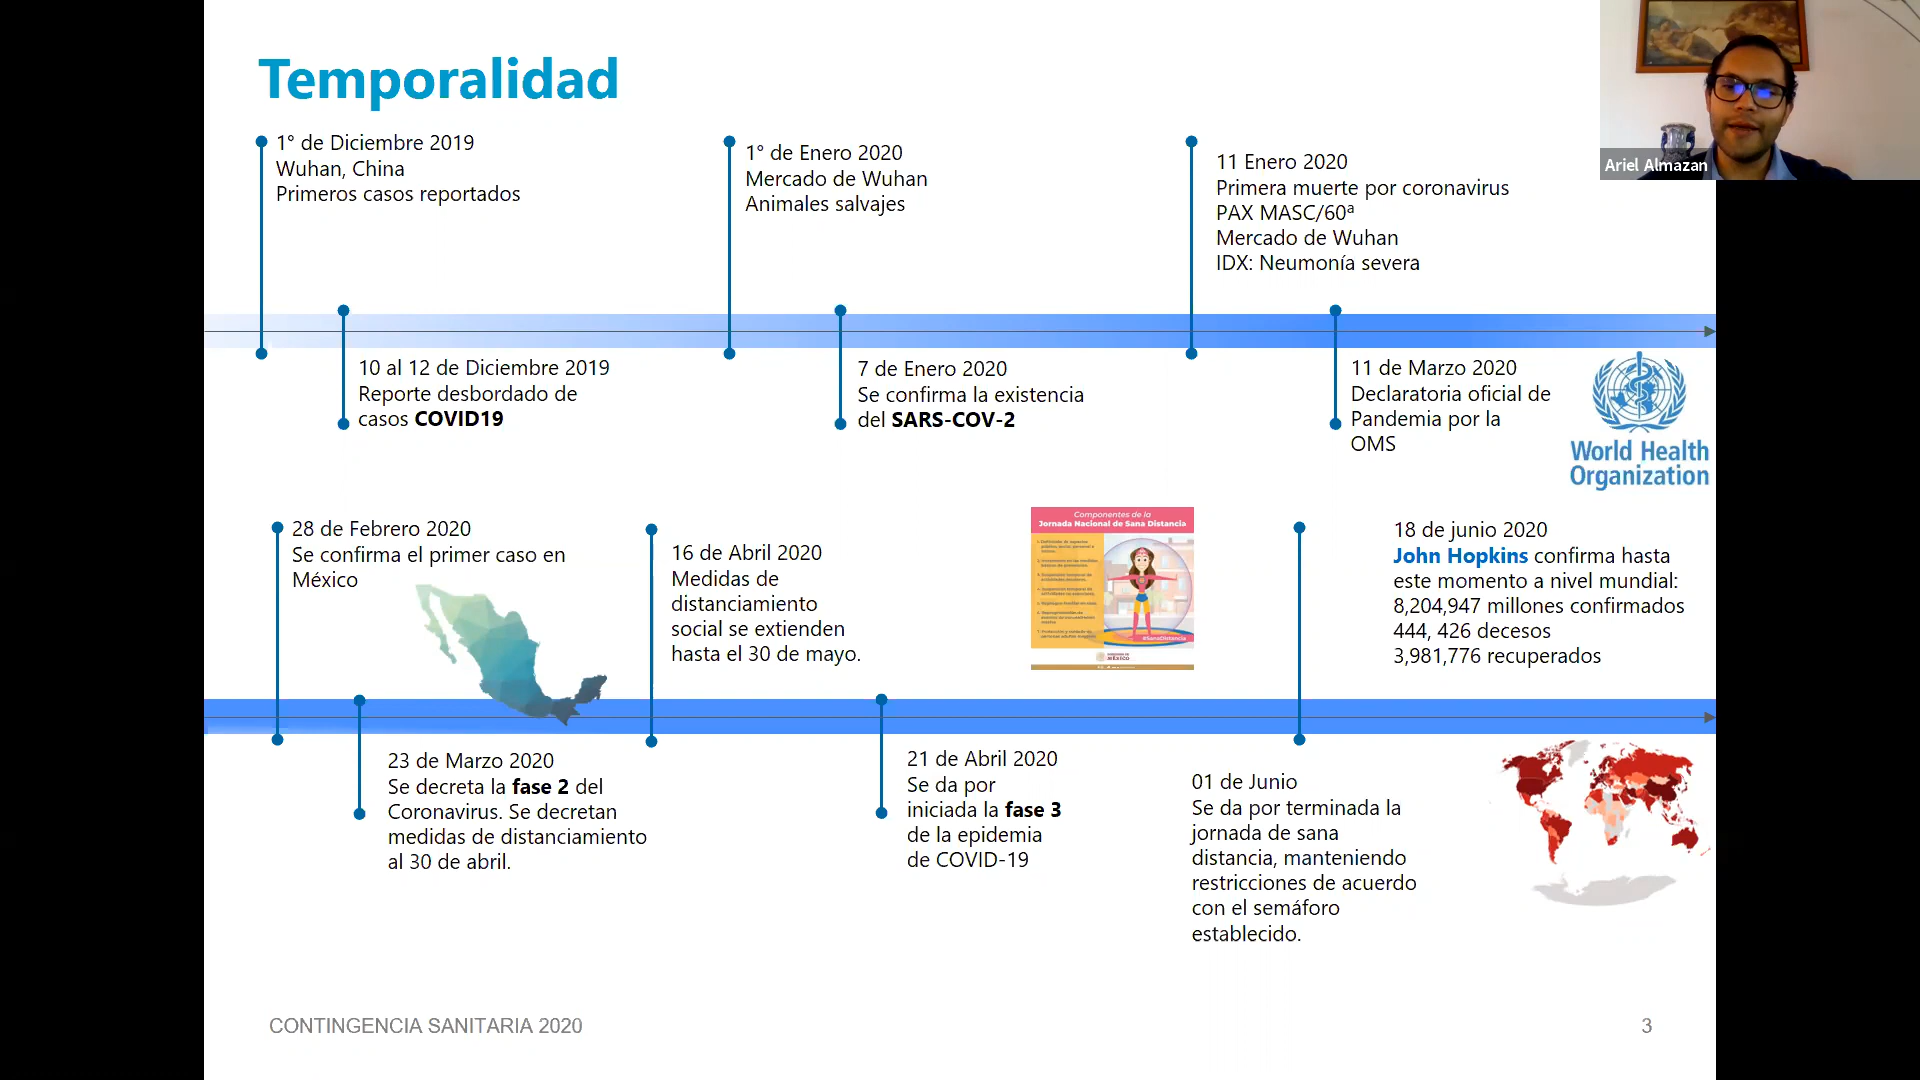 Temporalidad
Ariel Almazan
1° de Diciembre 2019
Wuhan, China
Primeros casos reportados
1° de Enero 2020
Mercado de Wuhan
Animales salvajes
11 Enero 2020
Primera muerte por coronavirus
PAX MASC/60ª
Mercado de Wuhan
IDX: Neumonía severa
10 al 12 de Diciembre 2019
Reporte desbordado de
casos COVID19
7 de Enero 2020
Se confirma la existencia
del SARS-COV-2
11 de Marzo 2020
Declaratoria oficial de
Pandemia por la
OMS
World Health
Organization
28 de Febrero 2020
Se confirma el primer caso en
México
16 de Abril 2020
Medidas de
distanciamiento
social se extienden
hasta el 30 de mayo.
Componentes de la
Jornada Nacional de Sana Distancia
#SanaDistancia
MÉXICO
18 de junio 2020
John Hopkins confirma hasta
este momento a nivel mundial:
8,204,947 millones confirmados
444, 426 decesos
3,981,776 recuperados
23 de Marzo 2020
Se decreta la fase 2 del
Coronavirus. Se decretan
medidas de distanciamiento
al 30 de abril.
21 de Abril 2020
Se da por
iniciada la fase 3
de la epidemia
de COVID-19
01 de Junio
Se da por terminada la
jornada de sana
distancia, manteniendo
restricciones de acuerdo
con el semáforo
establecido.
CONTINGENCIA SANITARIA 2020
3